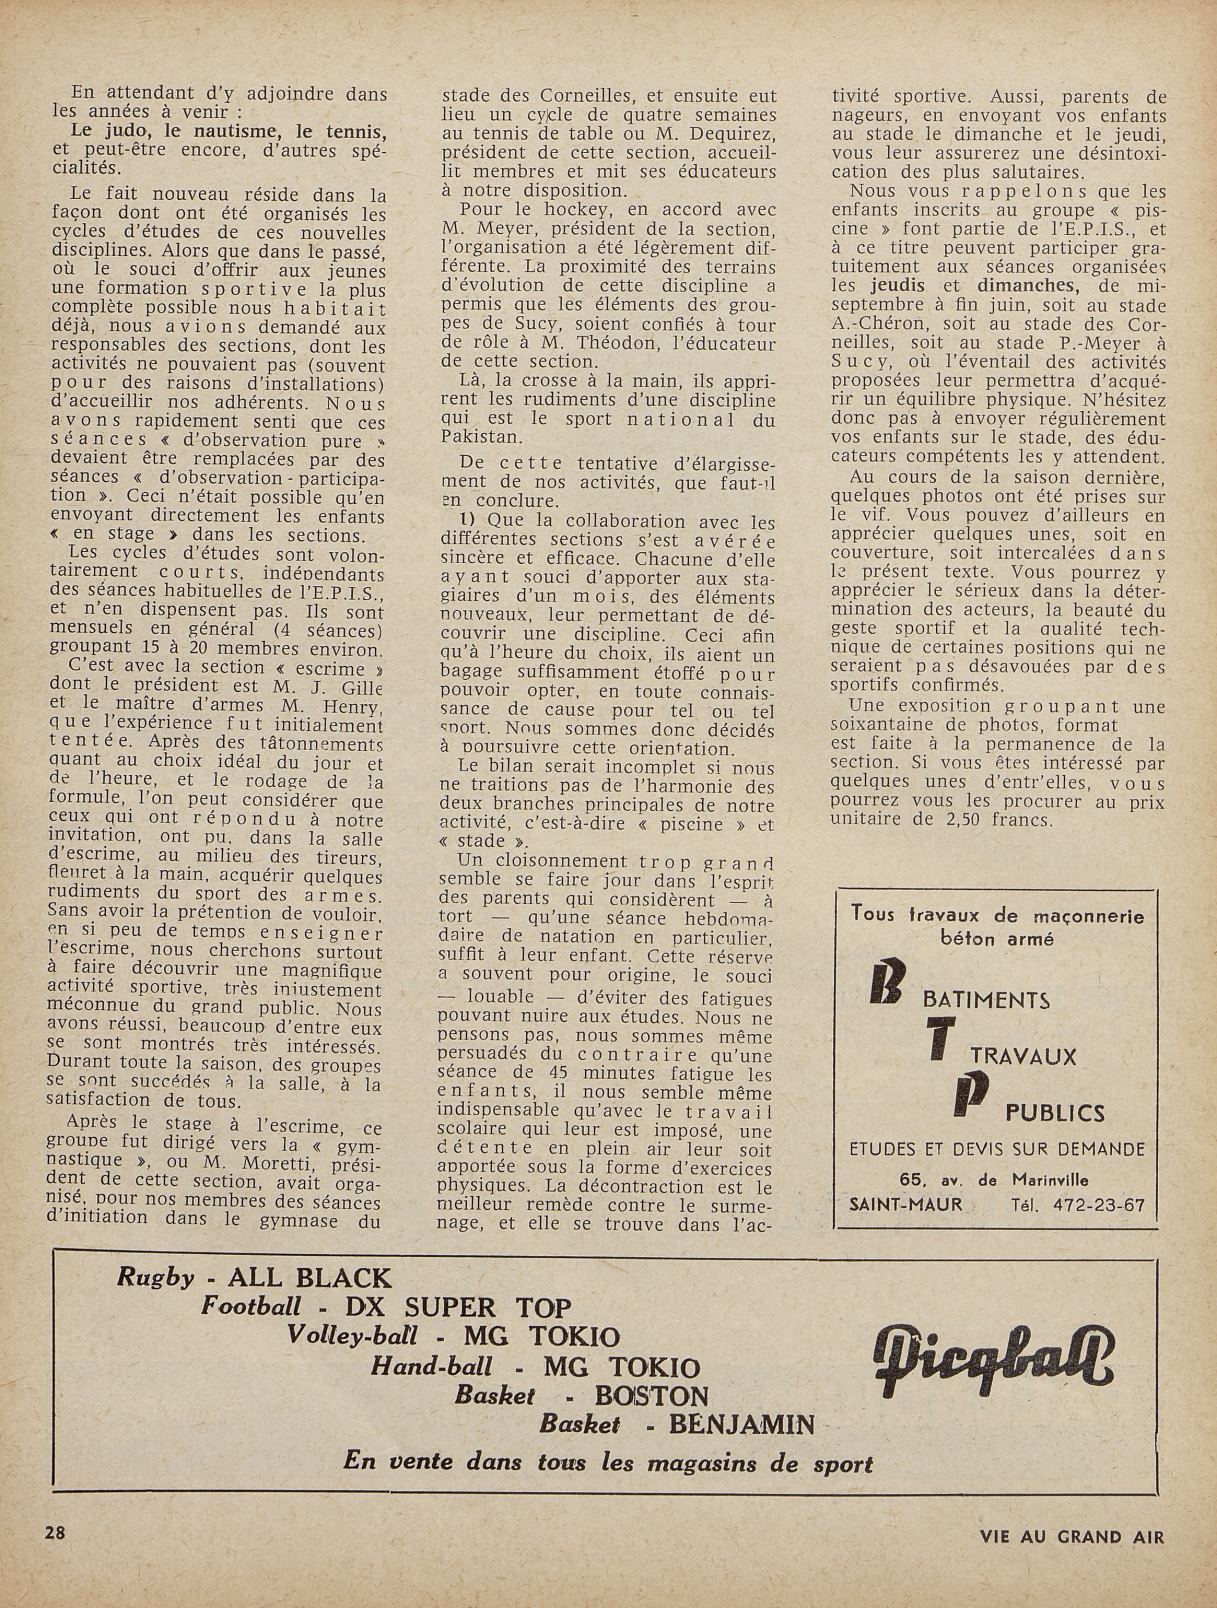 En attendant d'y adjoindre dans
les années à venir :
Le judo, le nautisme, le tennis,
et peut-être encore, d'autres spé-
cialités.
Le fait nouveau réside dans la
façon dont ont été organisés les
cycles d'études de ces nouvelles
disciplines. Alors que dans le passé,
où le souci d'offrir aux jeunes
une formation sportive la plus
complète possible nous habitait
déjà, nous avions demandé aux
responsables des sections, dont les
activités ne pouvaient pas (souvent
pour des raisons d'installations)
d'accueillir nos adhérents. Nous
avons rapidement senti que ces
séances « d'observation pure »
devaient être remplacées par des
séances « d'observation - participa-
tion ». Ceci n'était possible qu'en
envoyant directement les enfants
« en stage » dans les sections.
Les cycles d'études sont volon-
tairement courts, indépendants
des séances habituelles de l'E.P.I.S.,
et n'en dispensent pas. Ils sont
mensuels en général (4 séances)
groupant 15 à 20 membres environ.
C'est avec la section « escrime »
dont le président est M. J. Gille
et le maître d'armes M. Henry,
que l'expérience fut initialement
tentée. Après des tâtonnements
quant au choix idéal du jour et
de l'heure, et le rodage de la
formule, l'on peut considérer que
ceux qui ont répondu à notre
invitation, ont pu, dans la salle
d'escrime, au milieu des tireurs,
fleuret à la main, acquérir quelques
rudiments du sport des armes.
Sans avoir la prétention de vouloir,
en si peu de temps enseigner
l'escrime, nous cherchons surtout
à faire découvrir une magnifique
activité sportive, très injustement
méconnue du grand public. Nous
avons réussi, beaucoup d'entre eux
se sont montrés très intéressés.
Durant toute la saison, des groupes
se sont succédés à la salle, à la
satisfaction de tous.
Après le stage à l'escrime, ce
groupe fut dirigé vers la « gym-
nastique », ou M. Moretti, prési-
dent de cette section, avait orga-
nisé, pour nos membres des séances
d'initiation dans le gymnase du
stade des Corneilles, et ensuite eut
lieu un cycle de quatre semaines
au tennis de table ou M. Dequirez,
président de cette section, accueil-
lit membres et mit ses éducateurs
à notre disposition.
Pour le hockey, en accord avec
M. Meyer, président de la section,
l'organisation a été légèrement dif-
férente. La proximité des terrains
d'évolution de cette discipline a
permis que les éléments des grou-
pes de Sucy, soient confiés à tour
de rôle à M. Théodon, l'éducateur
de cette section.
Là, la crosse à la main, ils appri-
rent les rudiments d'une discipline
qui est le sport national du
Pakistan.
De cette tentative d'élargisse-
ment de nos activités, que faut-il
en conclure.
1) Que la collaboration avec les
différentes sections s'est avérée
sincère et efficace. Chacune d'elle
ayant souci d'apporter aux sta-
giaires d'un mois, des éléments
nouveaux, leur permettant de dé-
couvrir une discipline. Ceci afin
qu'à l'heure du choix, ils aient un
bagage suffisamment étoffé pour
pouvoir opter, en toute connais-
sance de cause pour tel ou tel
sport. Nous sommes donc décidés
à poursuivre cette orientation.
Le bilan serait incomplet si nous
ne traitions pas de l'harmonie des
deux branches principales de notre
activité, c'est-à-dire « piscine » et
« stade ».
Un cloisonnement trop grand
semble se faire jour dans l'esprit
des parents qui considèrent — à
tort — qu'une séance hebdoma-
daire de natation en particulier,
suffit à leur enfant. Cette réserve
a souvent pour origine, le souci
— louable — d'éviter des fatigues
pouvant nuire aux études. Nous ne
pensons pas, nous sommes même
persuadés du contraire qu'une
séance de 45 minutes fatigue les
enfants, il nous semble même
indispensable qu'avec le travail
scolaire qui leur est imposé, une
détente en plein air leur soit
apportée sous la forme d'exercices
physiques. La décontraction est le
meilleur remède contre le surme-
nage, et elle se trouve dans l'ac-
tivité sportive. Aussi, parents de
nageurs, en envoyant vos enfants
au stade le dimanche et le jeudi,
vous leur assurerez une désintoxi-
cation des plus salutaires.
Nous vous rappelons que les
enfants inscrits au groupe « pis-
cine » font partie de l'E.P.I.S., et
à ce titre peuvent participer gra-
tuitement aux séances organisées
les jeudis et dimanches, de mi-
septembre à fin juin, soit au stade
A.-Chéron, soit au stade des Cor-
neilles, soit au stade P.-Meyer à
Sucy, où l'éventail des activités
proposées leur permettra d'acqué-
rir un équilibre physique. N'hésitez
donc pas à envoyer régulièrement
vos enfants sur le stade, des édu-
cateurs compétents les y attendent.
Au cours de la saison dernière,
quelques photos ont été prises sur
le vif. Vous pouvez d'ailleurs en
apprécier quelques unes, soit en
couverture, soit intercalées dans
le présent texte. Vous pourrez y
apprécier le sérieux dans la déter-
mination des acteurs, la beauté du
geste sportif et la qualité tech-
nique de certaines positions qui ne
seraient pas désavouées par des
sportifs confirmés.
Une exposition groupant une
soixantaine de photos, format
est faite à la permanence de la
section. Si vous êtes intéressé par
quelques unes d'entr'elles, vous
pourrez vous les procurer au prix
unitaire de 2,50 francs.
Tous travaux de maçonnerie
béton armé
B BATIMENTS
T TRAVAUX
P PUBLICS
ETUDES ET DEVIS SUR DEMANDE
65, av. de Marinville
SAINT-MAUR Tél. 472-23-67
Rugby - ALL BLACK
Football - DX SUPER TOP
Volley-ball - MG TOKIO
Hand-ball - MG TOKIO
Basket - BOSTON
Basket - BENJAMIN
En vente dans tous les magasins de sport
Picqball
28
VIE AU GRAND AIR